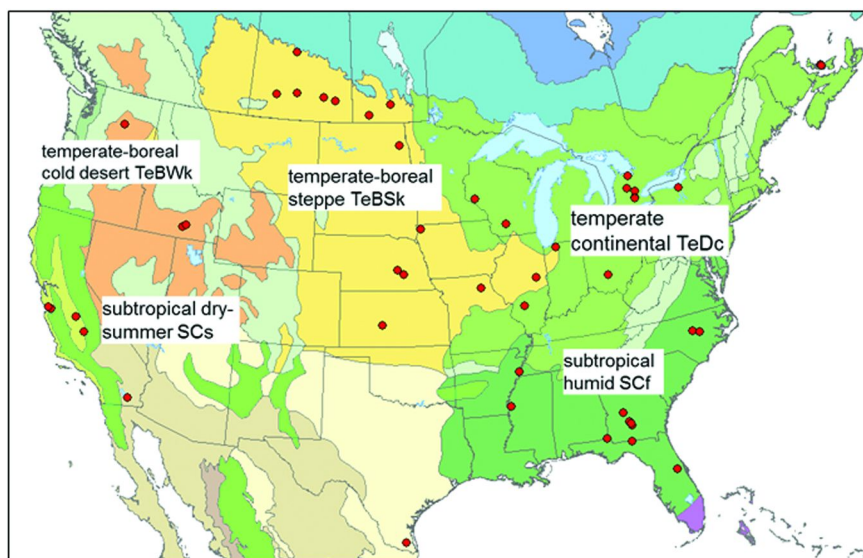 temperate-boreal
cold desert TeBWk
temperate-boreal
steppe TeBSk
temperate
continental TeDc
subtropical dry-
summer SCs
subtropical
humid SCf